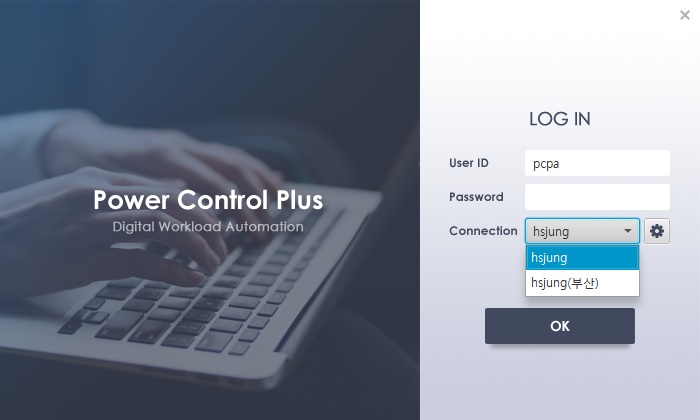 Power Control Plus
Digital Workload Automation
LOG IN
User ID pcpa
Password
Connection hsjung
hsjung
hsjung(부산)
OK